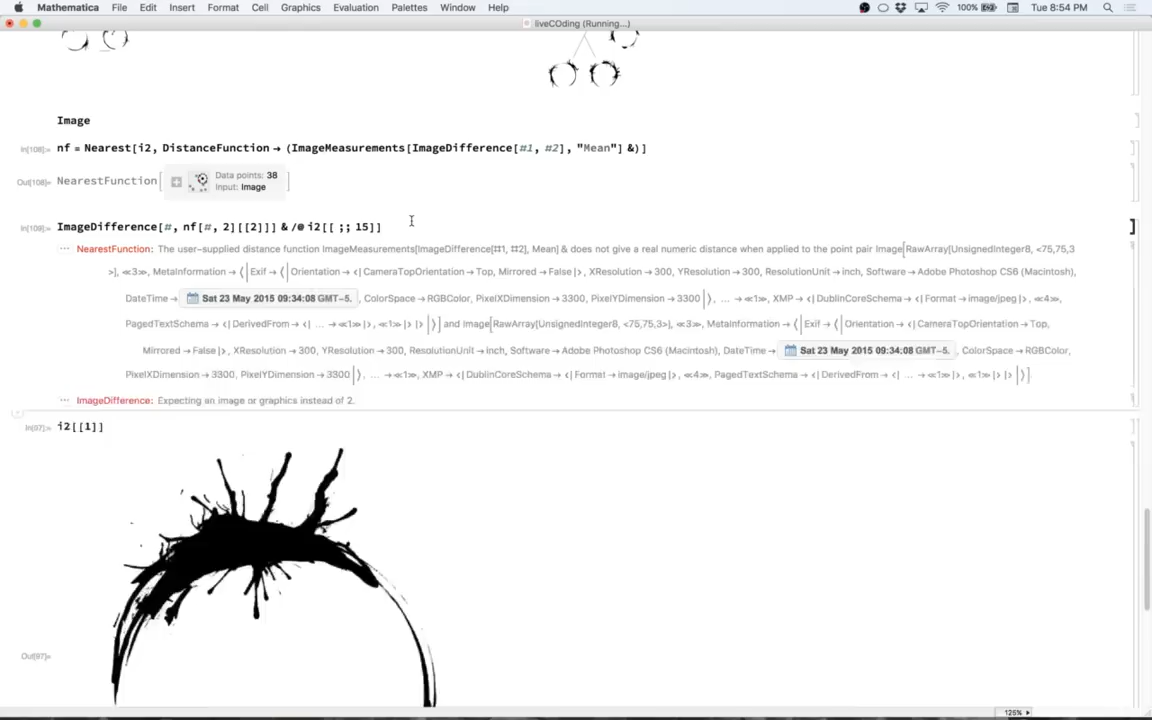 Mathematica File Edit Insert Format Cell Graphics Evaluation Palettes Window Help 100% Tue 8:54 PM
liveCOding (Running...)
Image
In[108]:= nf = Nearest[i2, DistanceFunction → (ImageMeasurements[ImageDifference[#1, #2], "Mean"] &)]
Out[108]= NearestFunction[ Data points: 38 ]
Input: Image
In[109]:= ImageDifference[#, nf[#, 2][[2]]] & /@ i2[[ ;; 15]]
··· NearestFunction: The user-supplied distance function ImageMeasurements[ImageDifference[#1, #2], Mean] & does not give a real numeric distance when applied to the point pair Image[RawArray[UnsignedInteger8, <75,75,3
>], ≪3≫, MetaInformation → <| Exif → <| Orientation → <| CameraTopOrientation → Top, Mirrored → False |>, XResolution → 300, YResolution → 300, ResolutionUnit → inch, Software → Adobe Photoshop CS6 (Macintosh),
DateTime → Sat 23 May 2015 09:34:08 GMT-5. , ColorSpace → RGBColor, PixelXDimension → 3300, PixelYDimension → 3300 |>, ... → ≪1≫, XMP → <| DublinCoreSchema → <| Format → image/jpeg |>, ≪4≫,
PagedTextSchema → <| DerivedFrom → <| ... → ≪1≫ |>, ≪1≫ |> |>] and Image[RawArray[UnsignedInteger8, <75,75,3>], ≪3≫, MetaInformation → <| Exif → <| Orientation → <| CameraTopOrientation → Top,
Mirrored → False |>, XResolution → 300, YResolution → 300, ResolutionUnit → inch, Software → Adobe Photoshop CS6 (Macintosh), DateTime → Sat 23 May 2015 09:34:08 GMT-5. , ColorSpace → RGBColor,
PixelXDimension → 3300, PixelYDimension → 3300 |>, ... → ≪1≫, XMP → <| DublinCoreSchema → <| Format → image/jpeg |>, ≪4≫, PagedTextSchema → <| DerivedFrom → <| ... → ≪1≫ |>, ≪1≫ |> |>]
··· ImageDifference: Expecting an image or graphics instead of 2.
In[97]:= i2[[1]]
Out[97]=
125%